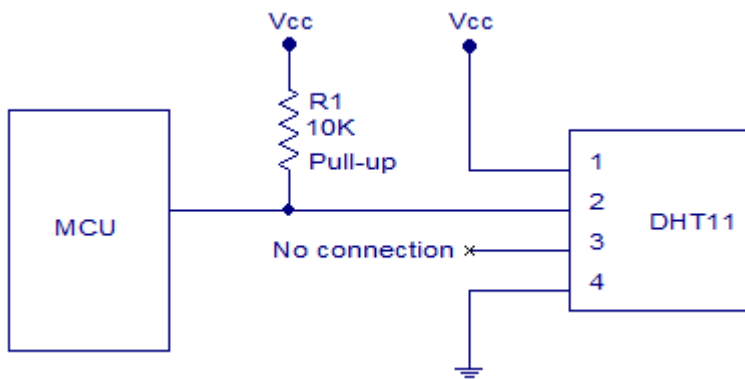 Vcc
Vcc
R1
10K
Pull-up
MCU
No connection
1
2
3
4
DHT11